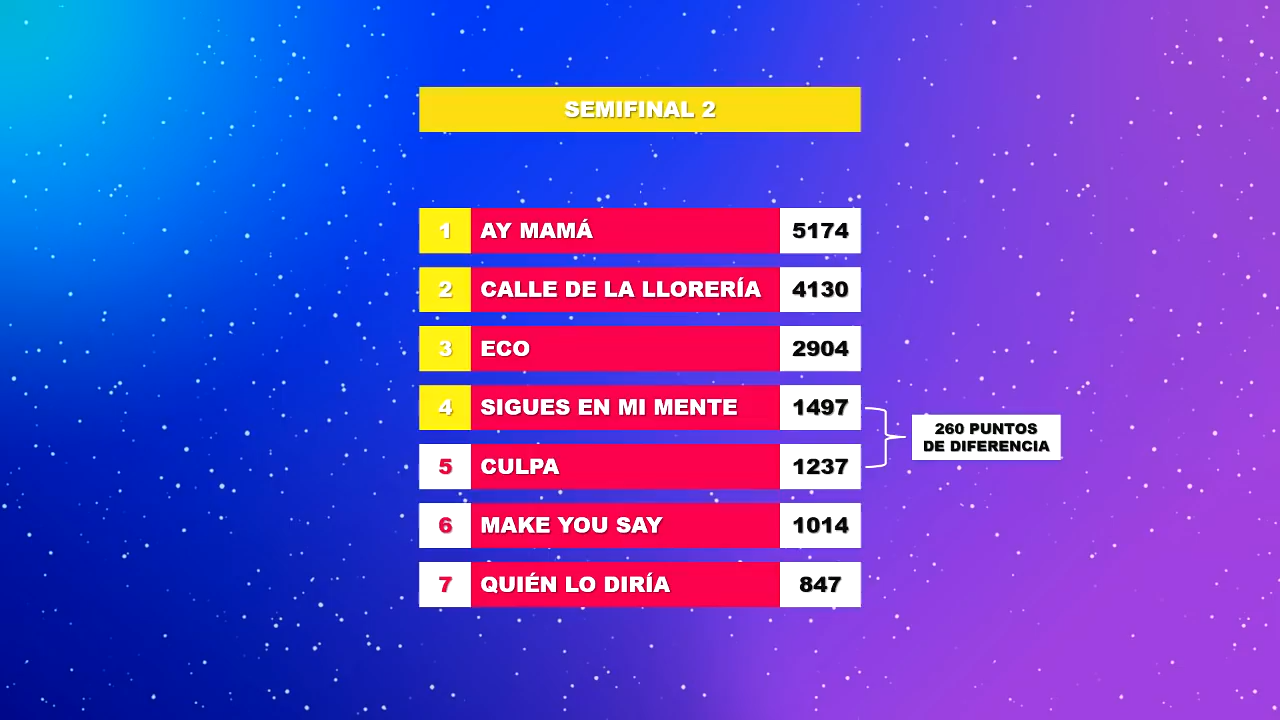 SEMIFINAL 2
1 AY MAMÁ 5174
2 CALLE DE LA LLORERÍA 4130
3 ECO 2904
4 SIGUES EN MI MENTE 1497
260 PUNTOS
DE DIFERENCIA
5 CULPA 1237
6 MAKE YOU SAY 1014
7 QUIÉN LO DIRÍA 847